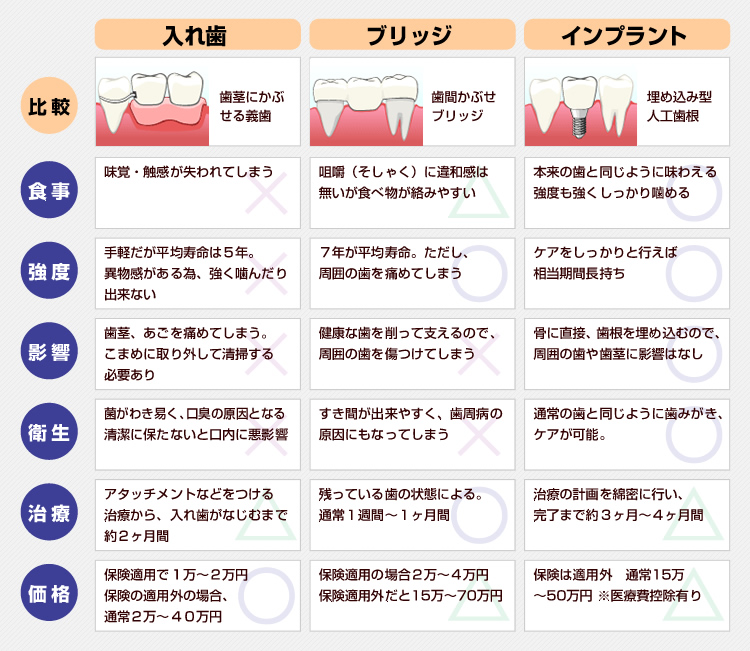 入れ歯
ブリッジ
インプラント
比較
歯茎にかぶ
せる義歯
歯間かぶせ
ブリッジ
埋め込み型
人工歯根
食事
味覚・触感が失われてしまう
咀嚼（そしゃく）に違和感は
無いが食べ物が絡みやすい
本来の歯と同じように味わえる
強度も強くしっかり噛める
強度
手軽だが平均寿命は５年。
異物感がある為、強く噛んだり
出来ない
７年が平均寿命。ただし、
周囲の歯を痛めてしまう
ケアをしっかりと行えば
相当期間長持ち
影響
歯茎、あごを痛めてしまう。
こまめに取り外して清掃する
必要あり
健康な歯を削って支えるので、
周囲の歯を傷つけてしまう
骨に直接、歯根を埋め込むので、
周囲の歯や歯茎に影響はなし
衛生
菌がわき易く、口臭の原因となる
清潔に保たないと口内に悪影響
すき間が出来やすく、歯周病の
原因にもなってしまう
通常の歯と同じように歯みがき、
ケアが可能。
治療
アタッチメントなどをつける
治療から、入れ歯がなじむまで
約２ヶ月間
残っている歯の状態による。
通常１週間～１ヶ月間
治療の計画を綿密に行い、
完了まで約３ヶ月～４ヶ月間
価格
保険適用で１万～２万円
保険の適用外の場合、
通常２万～４０万円
保険適用の場合２万～４万円
保険適用外だと15万～70万円
保険は適用外　通常15万
～50万円 ※医療費控除有り